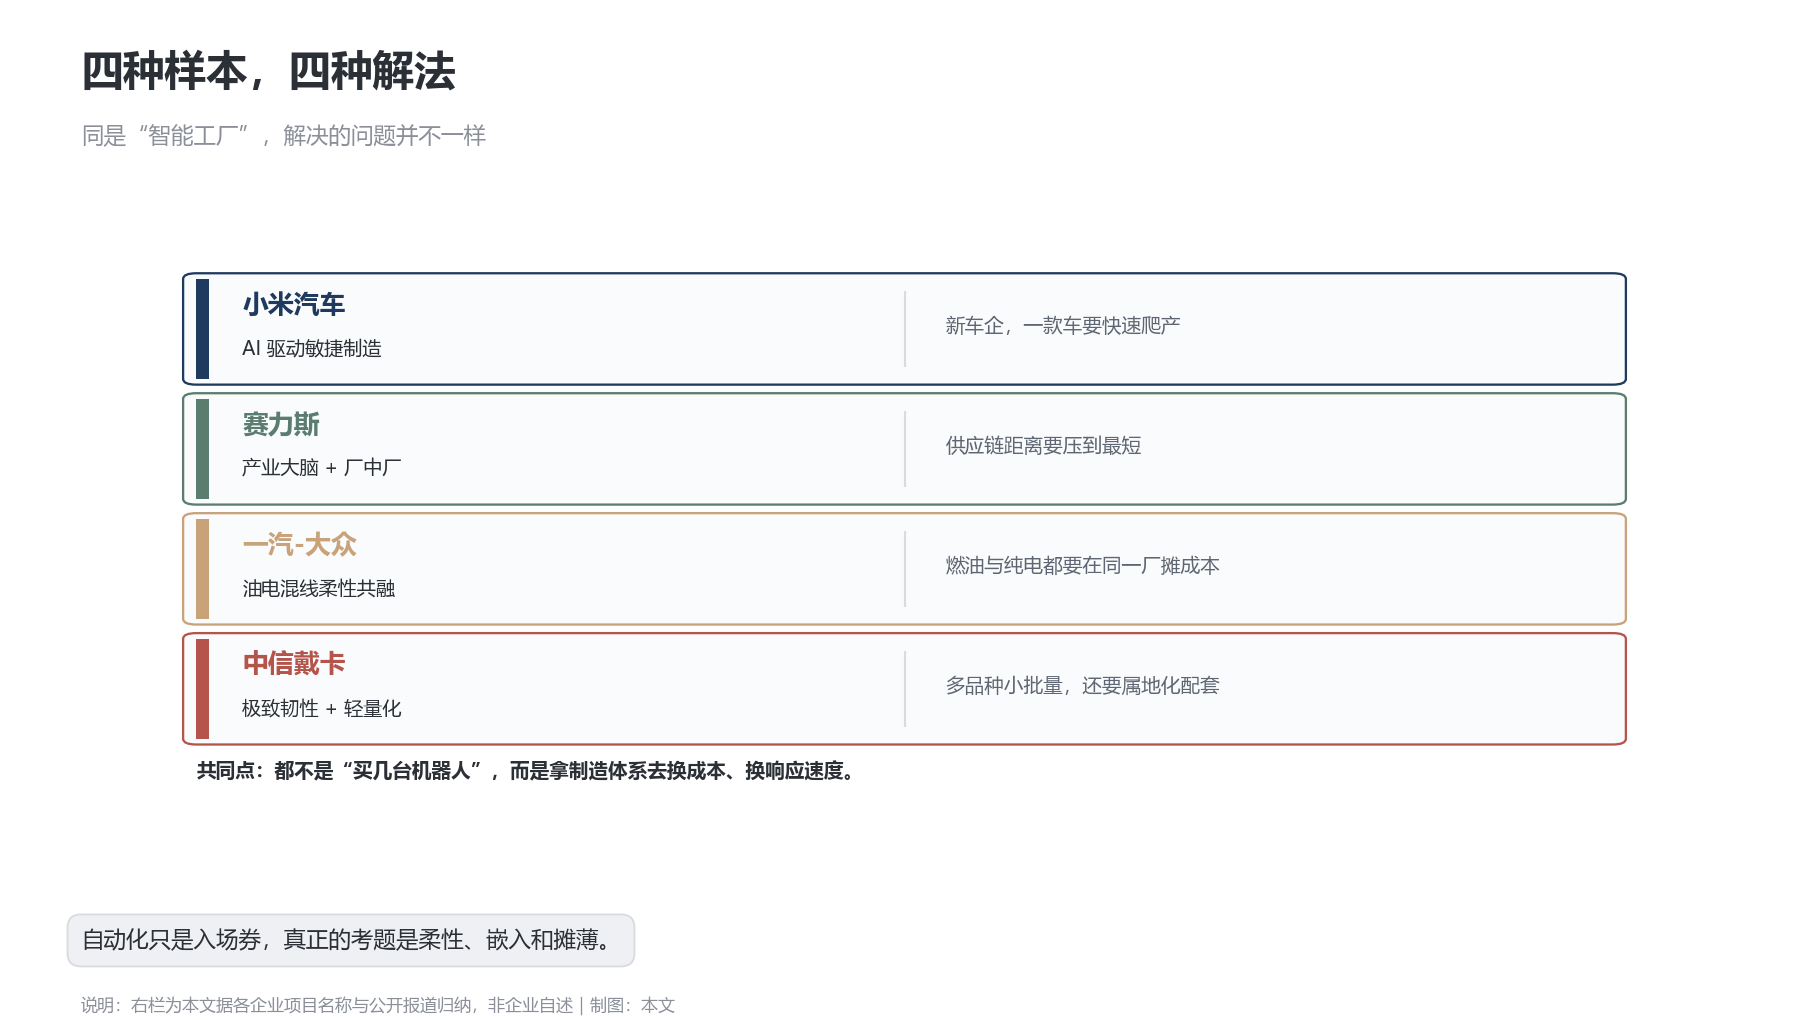 四种样本，四种解法
同是“智能工厂”，解决的问题并不一样
小米汽车
AI 驱动敏捷制造
新车企，一款车要快速爬产
赛力斯
产业大脑 + 厂中厂
供应链距离要压到最短
一汽-大众
油电混线柔性共融
燃油与纯电都要在同一厂摊成本
中信戴卡
极致韧性 + 轻量化
多品种小批量，还要属地化配套
共同点：都不是“买几台机器人”，而是拿制造体系去换成本、换响应速度。
自动化只是入场券，真正的考题是柔性、嵌入和摊薄。
说明：右栏为本文据各企业项目名称与公开报道归纳，非企业自述 | 制图：本文